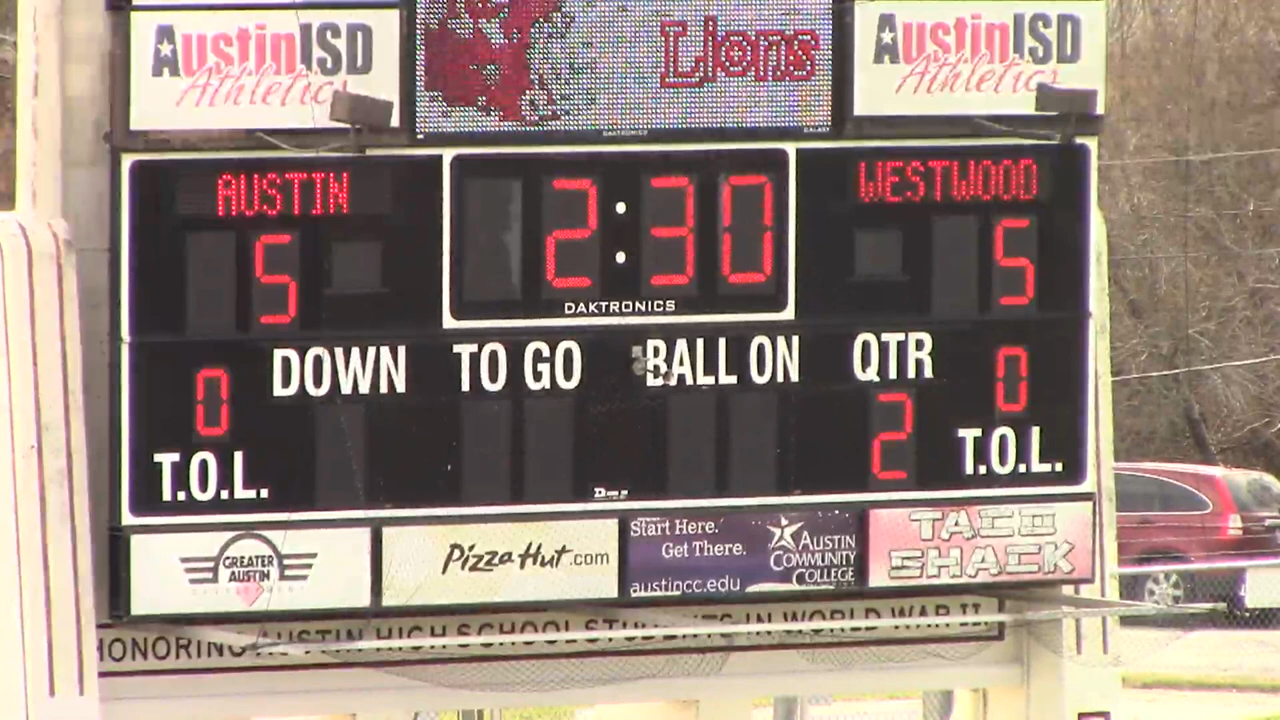 AustinISD
Athletics
Lions
AustinISD
Athletics
DAKTRONICS
AUSTIN
2:30
WESTWOOD
5
5
DAKTRONICS
DOWN
TO GO
BALL ON
QTR
0
0
2
T.O.L.
T.O.L.
GREATER
AUSTIN
PizzaHut.com
Start Here.
Get There.
austincc.edu
AUSTIN
COMMUNITY
COLLEGE
TACO
SHACK
HONORING AUSTIN HIGH SCHOOL STUDENTS IN WORLD WAR II